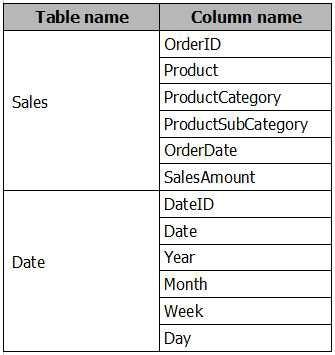 Table name Column name
Sales
OrderID
Product
ProductCategory
ProductSubCategory
OrderDate
SalesAmount
Date
DateID
Date
Year
Month
Week
Day